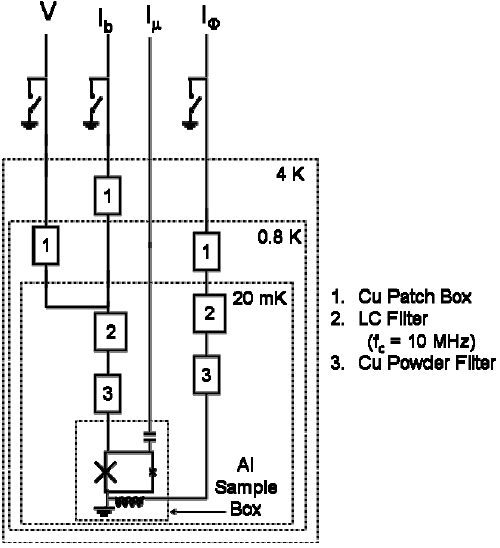 V I_b I_μ I_Φ
4 K
1
1 1 0.8 K
20 mK
2 2
3 3
1. Cu Patch Box
2. LC Filter
(f_c = 10 MHz)
3. Cu Powder Filter
Al
Sample
Box